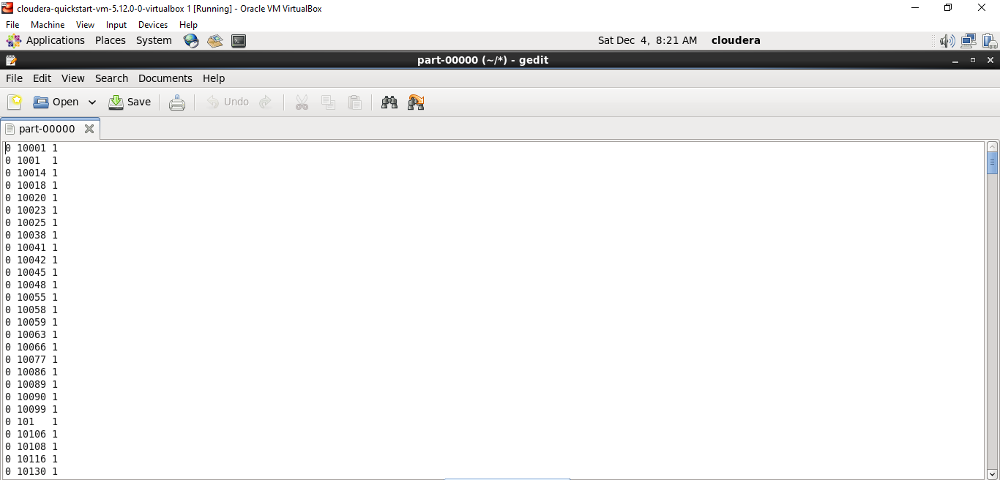 cloudera-quickstart-vm-5.12.0-0-virtualbox 1 [Running] - Oracle VM VirtualBox
File Machine View Input Devices Help
Applications Places System Sat Dec 4, 8:21 AM cloudera
part-00000 (~/*) - gedit
File Edit View Search Documents Help
Open Save Undo
part-00000
0 10001 1
0 1001 1
0 10014 1
0 10018 1
0 10020 1
0 10023 1
0 10025 1
0 10038 1
0 10041 1
0 10042 1
0 10045 1
0 10048 1
0 10055 1
0 10058 1
0 10059 1
0 10063 1
0 10066 1
0 10077 1
0 10086 1
0 10089 1
0 10090 1
0 10099 1
0 101 1
0 10106 1
0 10108 1
0 10116 1
0 10130 1